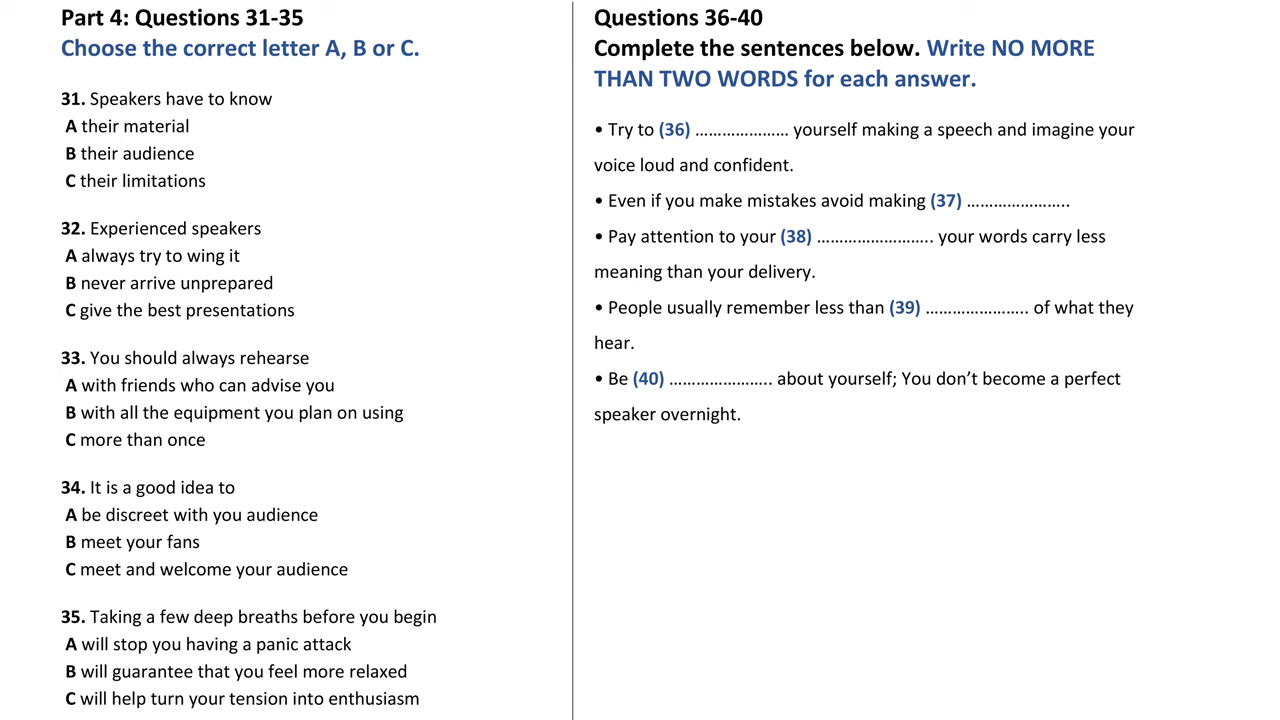 Part 4: Questions 31-35
Choose the correct letter A, B or C.
31. Speakers have to know
A their material
B their audience
C their limitations
32. Experienced speakers
A always try to wing it
B never arrive unprepared
C give the best presentations
33. You should always rehearse
A with friends who can advise you
B with all the equipment you plan on using
C more than once
34. It is a good idea to
A be discreet with you audience
B meet your fans
C meet and welcome your audience
35. Taking a few deep breaths before you begin
A will stop you having a panic attack
B will guarantee that you feel more relaxed
C will help turn your tension into enthusiasm
Questions 36-40
Complete the sentences below. Write NO MORE
THAN TWO WORDS for each answer.
• Try to (36) ………………… yourself making a speech and imagine your
voice loud and confident.
• Even if you make mistakes avoid making (37) …………………..
• Pay attention to your (38) …………………….. your words carry less
meaning than your delivery.
• People usually remember less than (39) ………………….. of what they
hear.
• Be (40) ………………….. about yourself; You don’t become a perfect
speaker overnight.